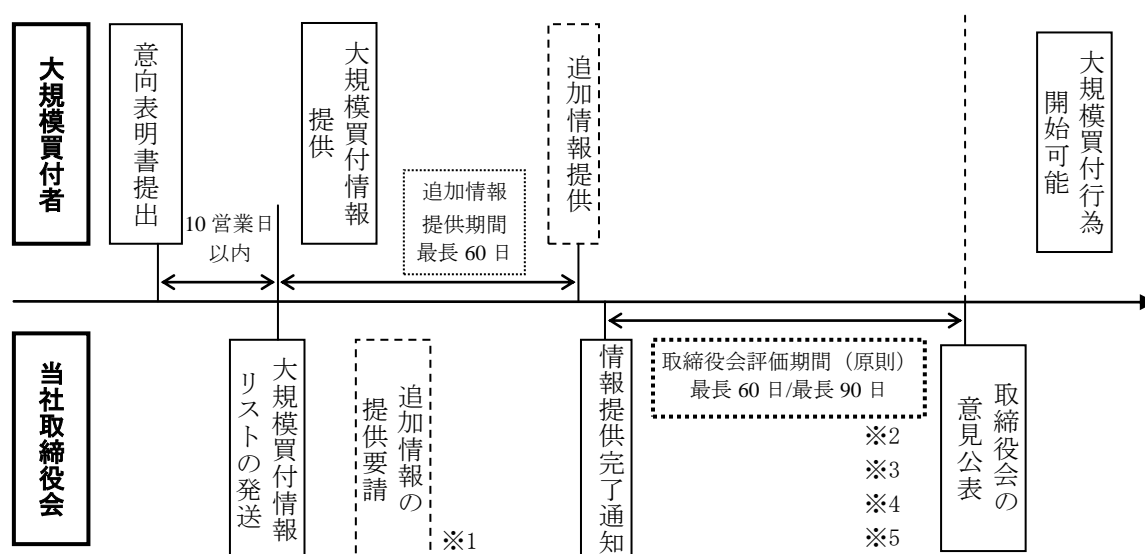 大規模買付者
意向表明書提出
10 営業日
以内
大規模買付情報
提供
追加情報
提供期間
最長 60 日
追加情報提供
大規模買付行為
開始可能
当社取締役会
大規模買付情報
リストの発送
追加情報の
提供要請
※1
情報提供完了通知
取締役会評価期間（原則）
最長 60 日/最長 90 日
※2
※3
※4
※5
取締役会の
意見公表